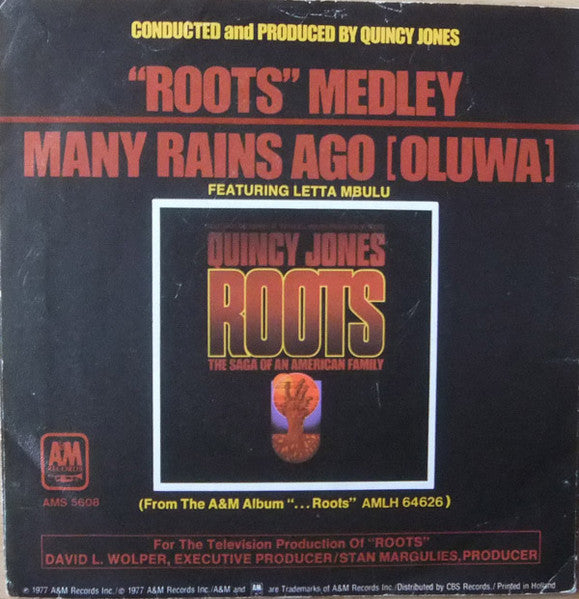 CONDUCTED and PRODUCED BY QUINCY JONES
"ROOTS" MEDLEY
MANY RAINS AGO [OLUWA]
FEATURING LETTA MBULU
QUINCY JONES
ROOTS
THE SAGA OF AN AMERICAN FAMILY
AM
RECORDS
AMS 5608
(From The A&M Album "...Roots" AMLH 64626)
For The Television Production Of "ROOTS"
DAVID L. WOLPER, EXECUTIVE PRODUCER/STAN MARGULIES, PRODUCER
℗ 1977 A&M Records Inc./© 1977 A&M Records Inc./A&M and AM are Trademarks of A&M Records Inc./Distributed by CBS Records./Printed in Holland